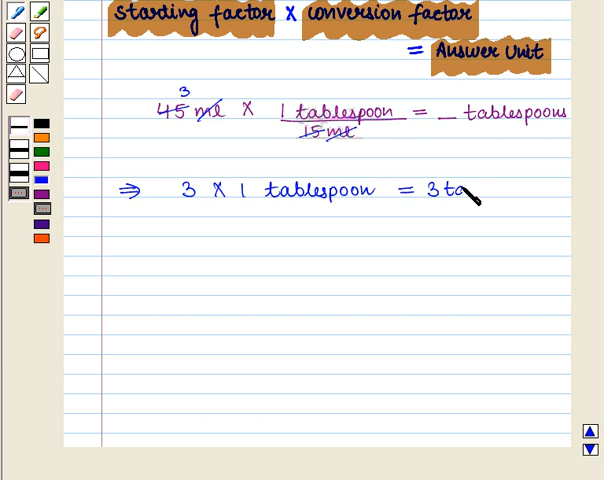 Starting factor × conversion factor
= Answer Unit
3
45 ml × 1 tablespoon = _ tablespoons
15 ml
⇒ 3 × 1 tablespoon = 3 ta